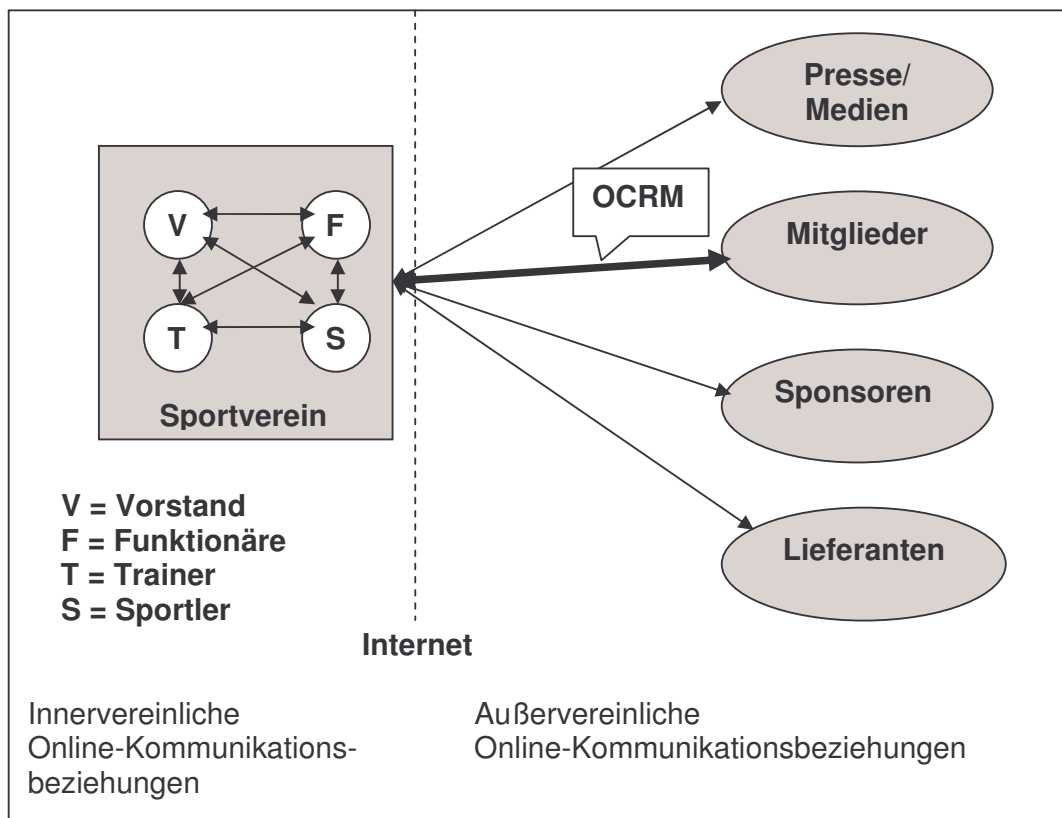 Presse/
Medien
OCRM
V
F
Mitglieder
T
S
Sponsoren
Sportverein
V = Vorstand
F = Funktionäre
T = Trainer
S = Sportler
Lieferanten
Internet
Innervereinliche
Online-Kommunikations-
beziehungen
Außervereinliche
Online-Kommunikationsbeziehungen